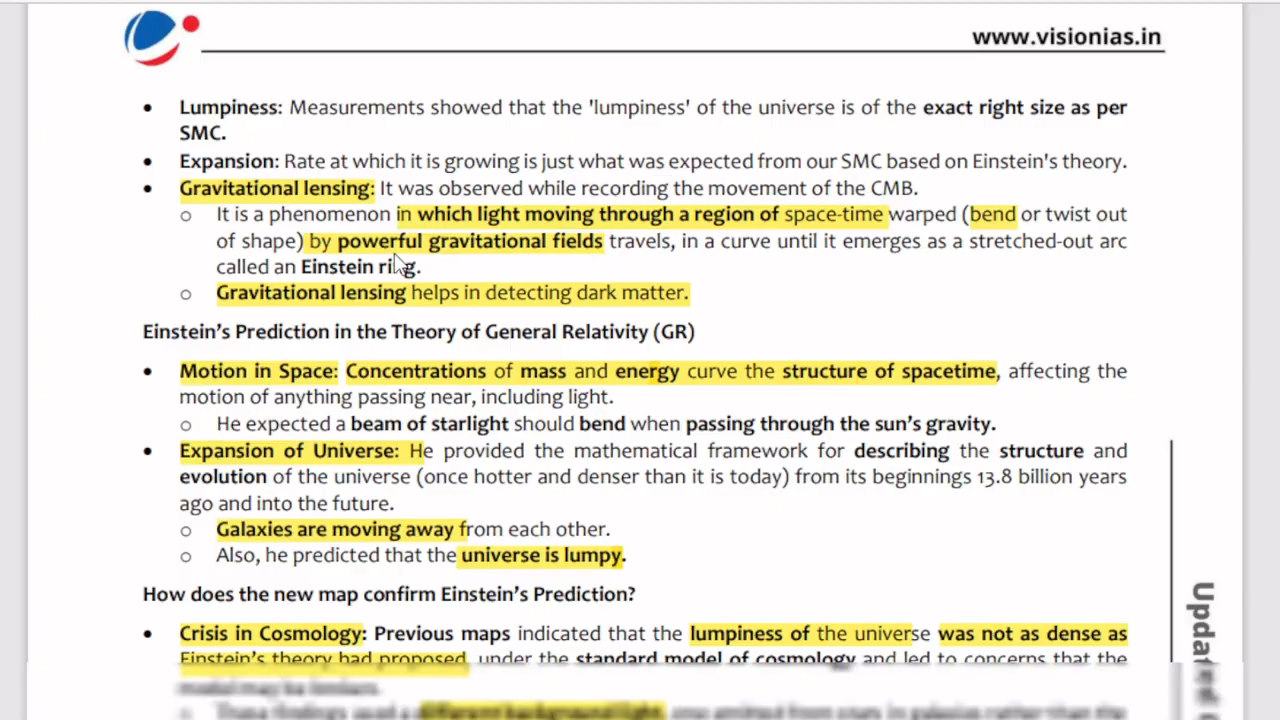 www.visionias.in
• Lumpiness: Measurements showed that the 'lumpiness' of the universe is of the exact right size as per
SMC.
• Expansion: Rate at which it is growing is just what was expected from our SMC based on Einstein's theory.
• Gravitational lensing: It was observed while recording the movement of the CMB.
o It is a phenomenon in which light moving through a region of space-time warped (bend or twist out
of shape) by powerful gravitational fields travels, in a curve until it emerges as a stretched-out arc
called an Einstein ring.
o Gravitational lensing helps in detecting dark matter.
Einstein's Prediction in the Theory of General Relativity (GR)
• Motion in Space: Concentrations of mass and energy curve the structure of spacetime, affecting the
motion of anything passing near, including light.
o He expected a beam of starlight should bend when passing through the sun's gravity.
• Expansion of Universe: He provided the mathematical framework for describing the structure and
evolution of the universe (once hotter and denser than it is today) from its beginnings 13.8 billion years
ago and into the future.
o Galaxies are moving away from each other.
o Also, he predicted that the universe is lumpy.
How does the new map confirm Einstein's Prediction?
• Crisis in Cosmology: Previous maps indicated that the lumpiness of the universe was not as dense as
Einstein's theory had proposed, under the standard model of cosmology and led to concerns that the
model may be
different background light,
Updated